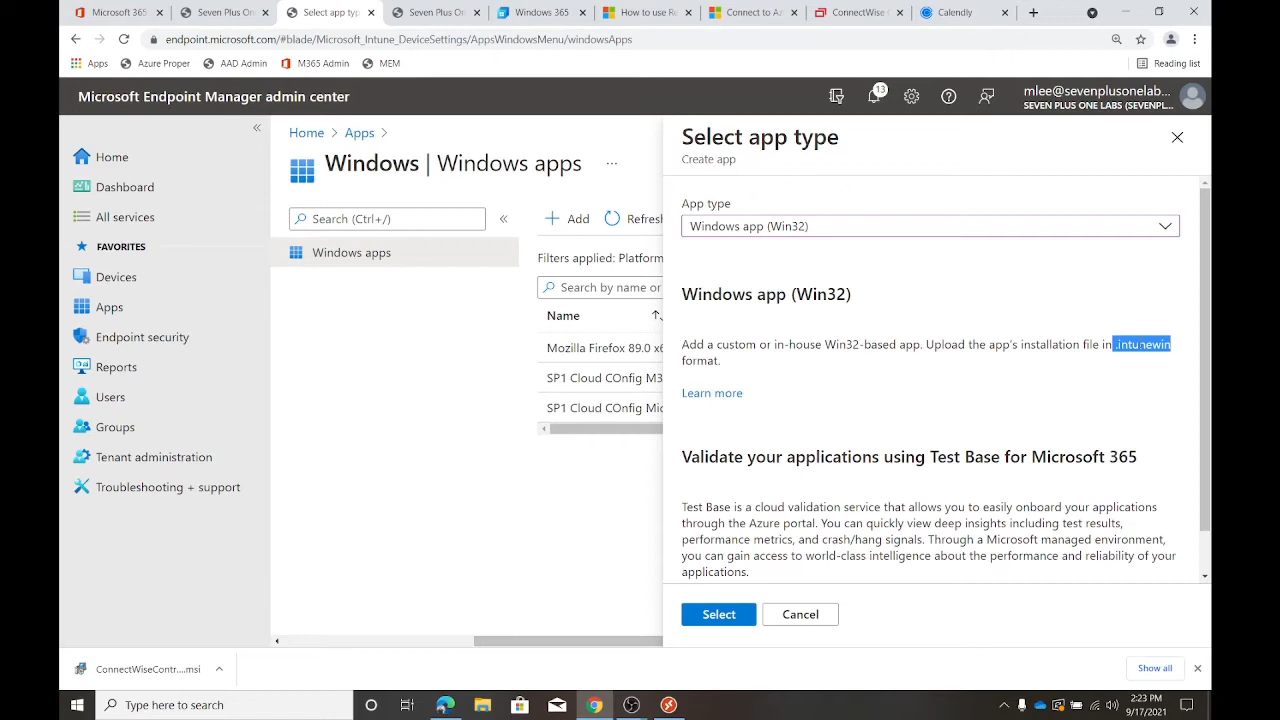 Microsoft 365
Seven Plus On
Select app typ
Seven Plus On
Windows 365
How to use Re
Connect to Az
ConnectWise C
Calendly
endpoint.microsoft.com/#blade/Microsoft_Intune_DeviceSettings/AppsWindowsMenu/windowsApps
Apps
Azure Proper
AAD Admin
M365 Admin
MEM
Reading list
Microsoft Endpoint Manager admin center
13
mlee@sevenplusonelab...
SEVEN PLUS ONE LABS (SEVENPL...
Home
Dashboard
All services
FAVORITES
Devices
Apps
Endpoint security
Reports
Users
Groups
Tenant administration
Troubleshooting + support
Home > Apps >
Windows | Windows apps
...
Search (Ctrl+/)
Windows apps
Add
Refresh
Filters applied: Platform
Search by name or
Name
Mozilla Firefox 89.0 x6
SP1 Cloud COnfig M3
SP1 Cloud COnfig Mic
Select app type
Create app
App type
Windows app (Win32)
Windows app (Win32)
Add a custom or in-house Win32-based app. Upload the app's installation file in .intunewin
format.
Learn more
Validate your applications using Test Base for Microsoft 365
Test Base is a cloud validation service that allows you to easily onboard your applications
through the Azure portal. You can quickly view deep insights including test results,
performance metrics, and crash/hang signals. Through a Microsoft managed environment,
you can gain access to world-class intelligence about the performance and reliability of your
applications.
Select
Cancel
ConnectWiseContr....msi
Show all
Type here to search
2:23 PM
9/17/2021